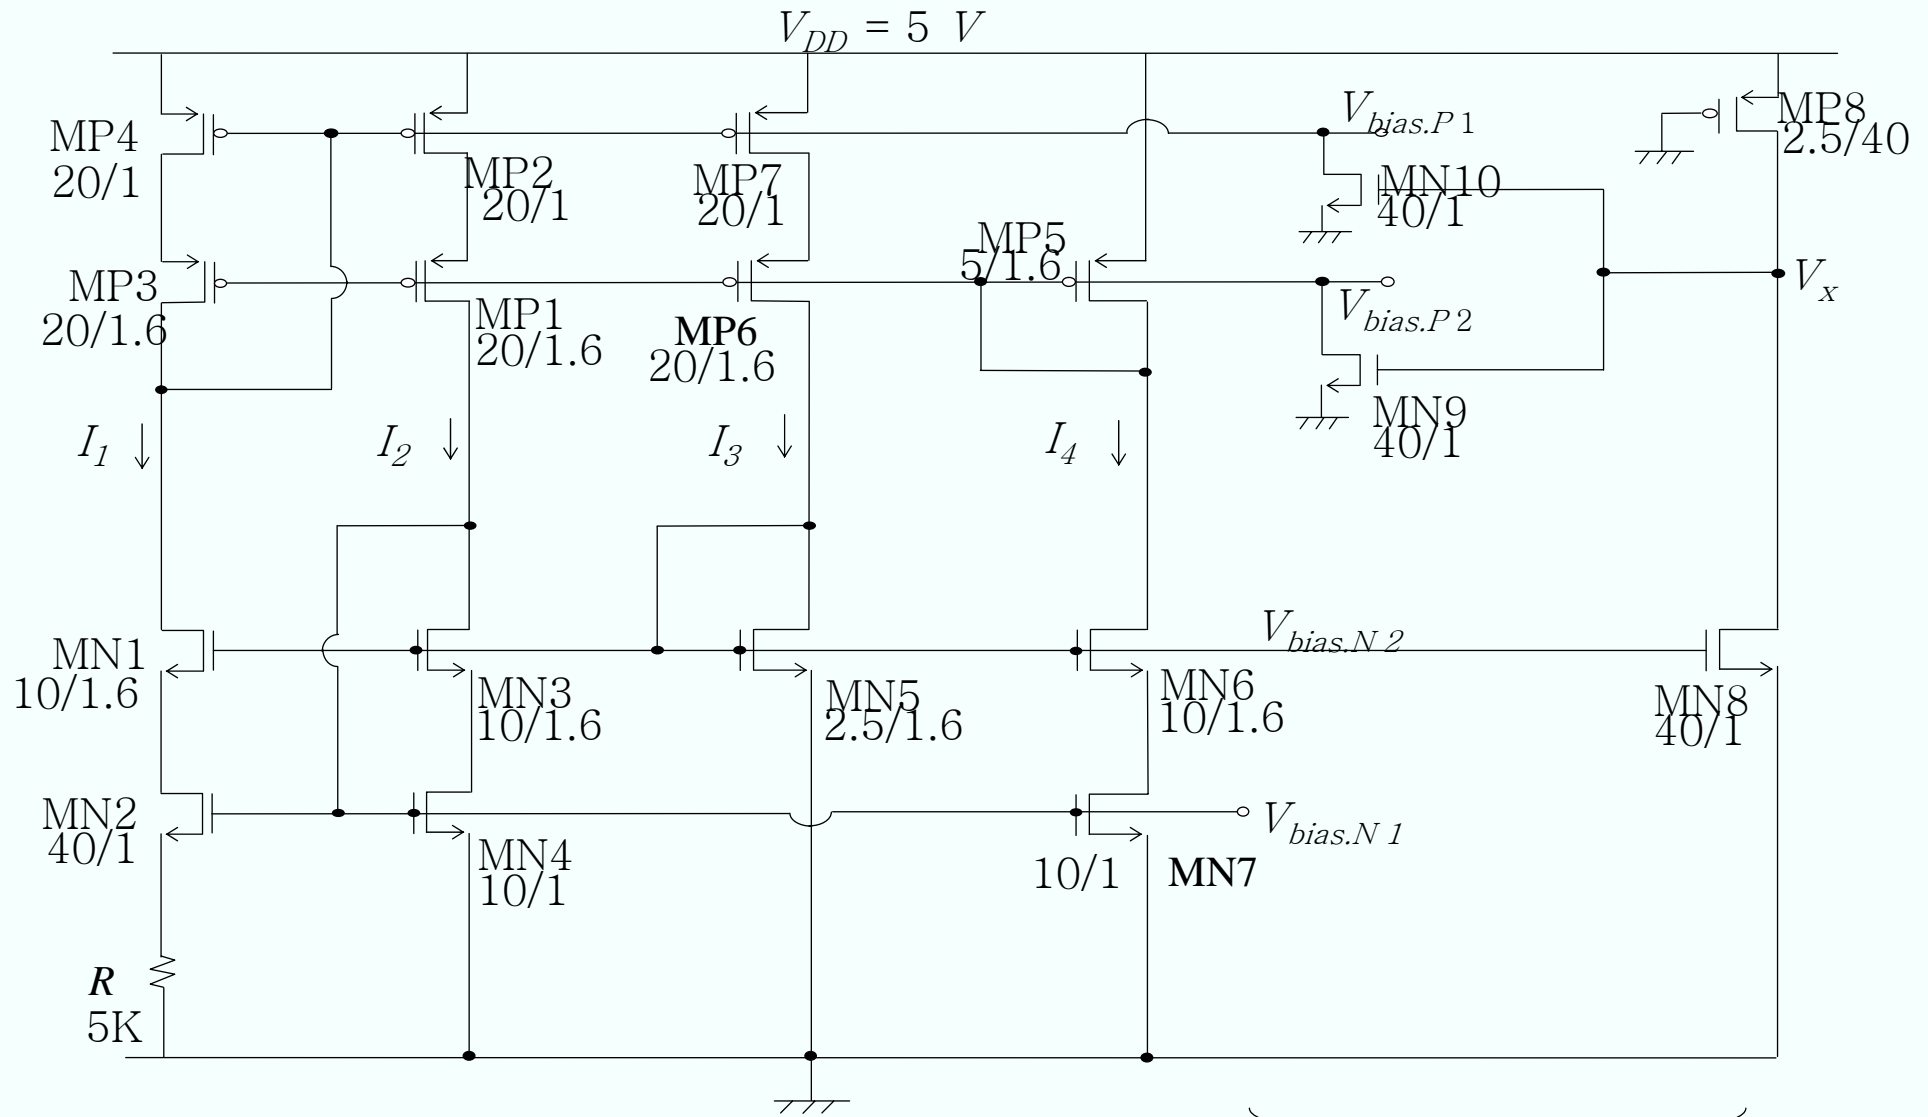 V_DD = 5 V
MP4
20/1
MP2
20/1
MP7
20/1
V_bias.P 1
MP8
2.5/40
MN10
40/1
MP3
20/1.6
MP1
20/1.6
MP6
20/1.6
MP5
5/1.6
V_bias.P 2
V_x
MN9
40/1
I_1
I_2
I_3
I_4
MN1
10/1.6
MN3
10/1.6
MN5
2.5/1.6
MN6
10/1.6
V_bias.N 2
MN8
40/1
MN2
40/1
MN4
10/1
10/1 MN7
V_bias.N 1
R
5K